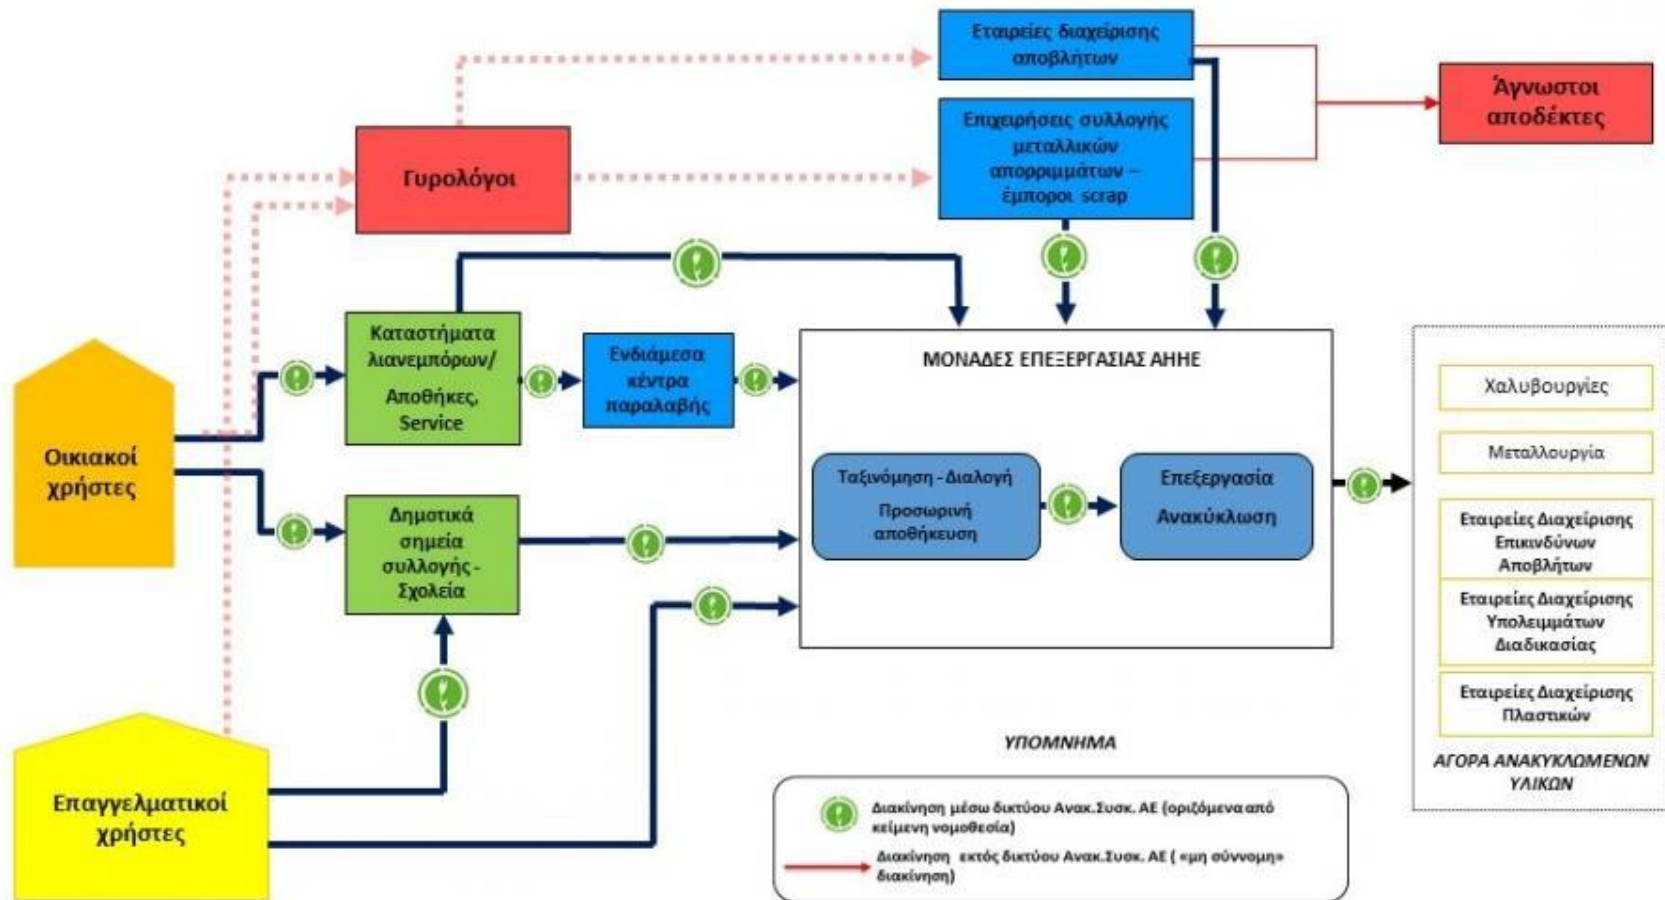 Εταιρείες διαχείρισης
αποβλήτων
Άγνωστοι
αποδέκτες
Επιχειρήσεις συλλογής
μεταλλικών
απορριμμάτων –
έμποροι scrap
Γυρολόγοι
Καταστήματα
λιανεμπόρων/
Αποθήκες,
Service
Ενδιάμεσα
κέντρα
παραλαβής
ΜΟΝΑΔΕΣ ΕΠΕΞΕΡΓΑΣΙΑΣ ΑΗΗΕ
Ταξινόμηση - Διαλογή
Προσωρινή
αποθήκευση
Επεξεργασία
Ανακύκλωση
Οικιακοί
χρήστες
Δημοτικά
σημεία
συλλογής -
Σχολεία
Επαγγελματικοί
χρήστες
Χαλυβουργίες
Μεταλλουργία
Εταιρείες Διαχείρισης
Επικινδύνων
Αποβλήτων
Εταιρείες Διαχείρισης
Υπολειμμάτων
Διαδικασίας
Εταιρείες Διαχείρισης
Πλαστικών
ΑΓΟΡΑ ΑΝΑΚΥΚΛΩΜΕΝΩΝ
ΥΛΙΚΩΝ
ΥΠΟΜΝΗΜΑ
Διακίνηση μέσω δικτύου Ανακ.Συσκ. ΑΕ (οριζόμενα από
κείμενη νομοθεσία)
Διακίνηση εκτός δικτύου Ανακ.Συσκ. ΑΕ ( «μη σύννομη»
διακίνηση)